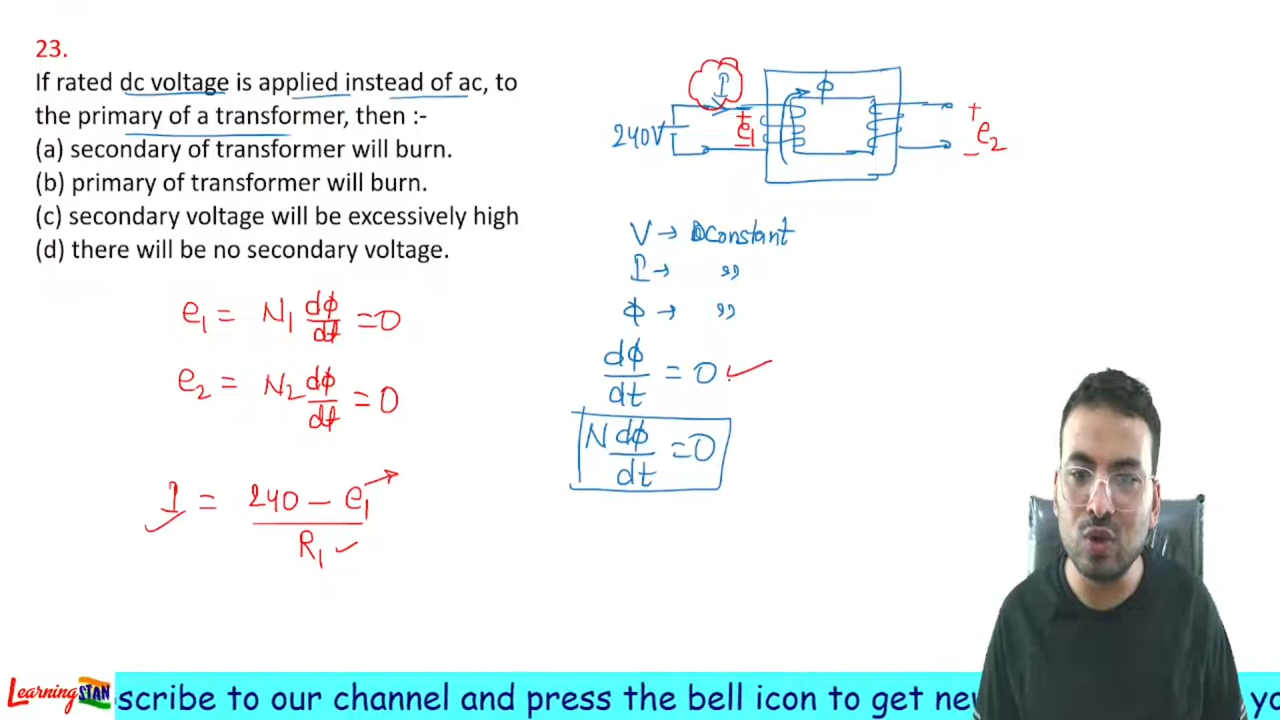 23.
If rated dc voltage is applied instead of ac, to
the primary of a transformer, then :-
(a) secondary of transformer will burn.
(b) primary of transformer will burn.
(c) secondary voltage will be excessively high
(d) there will be no secondary voltage.
e₁ = N₁ dϕ/dt = 0
e₂ = N₂ dϕ/dt = 0
I = 240 - e₁ / R₁
I
ϕ
240V
+
e₁
-
+
e₂
-
V → constant
I → ,,
ϕ → ,,
dϕ/dt = 0
N dϕ/dt = 0
LearningSTAN
scribe to our channel and press the bell icon to get ne